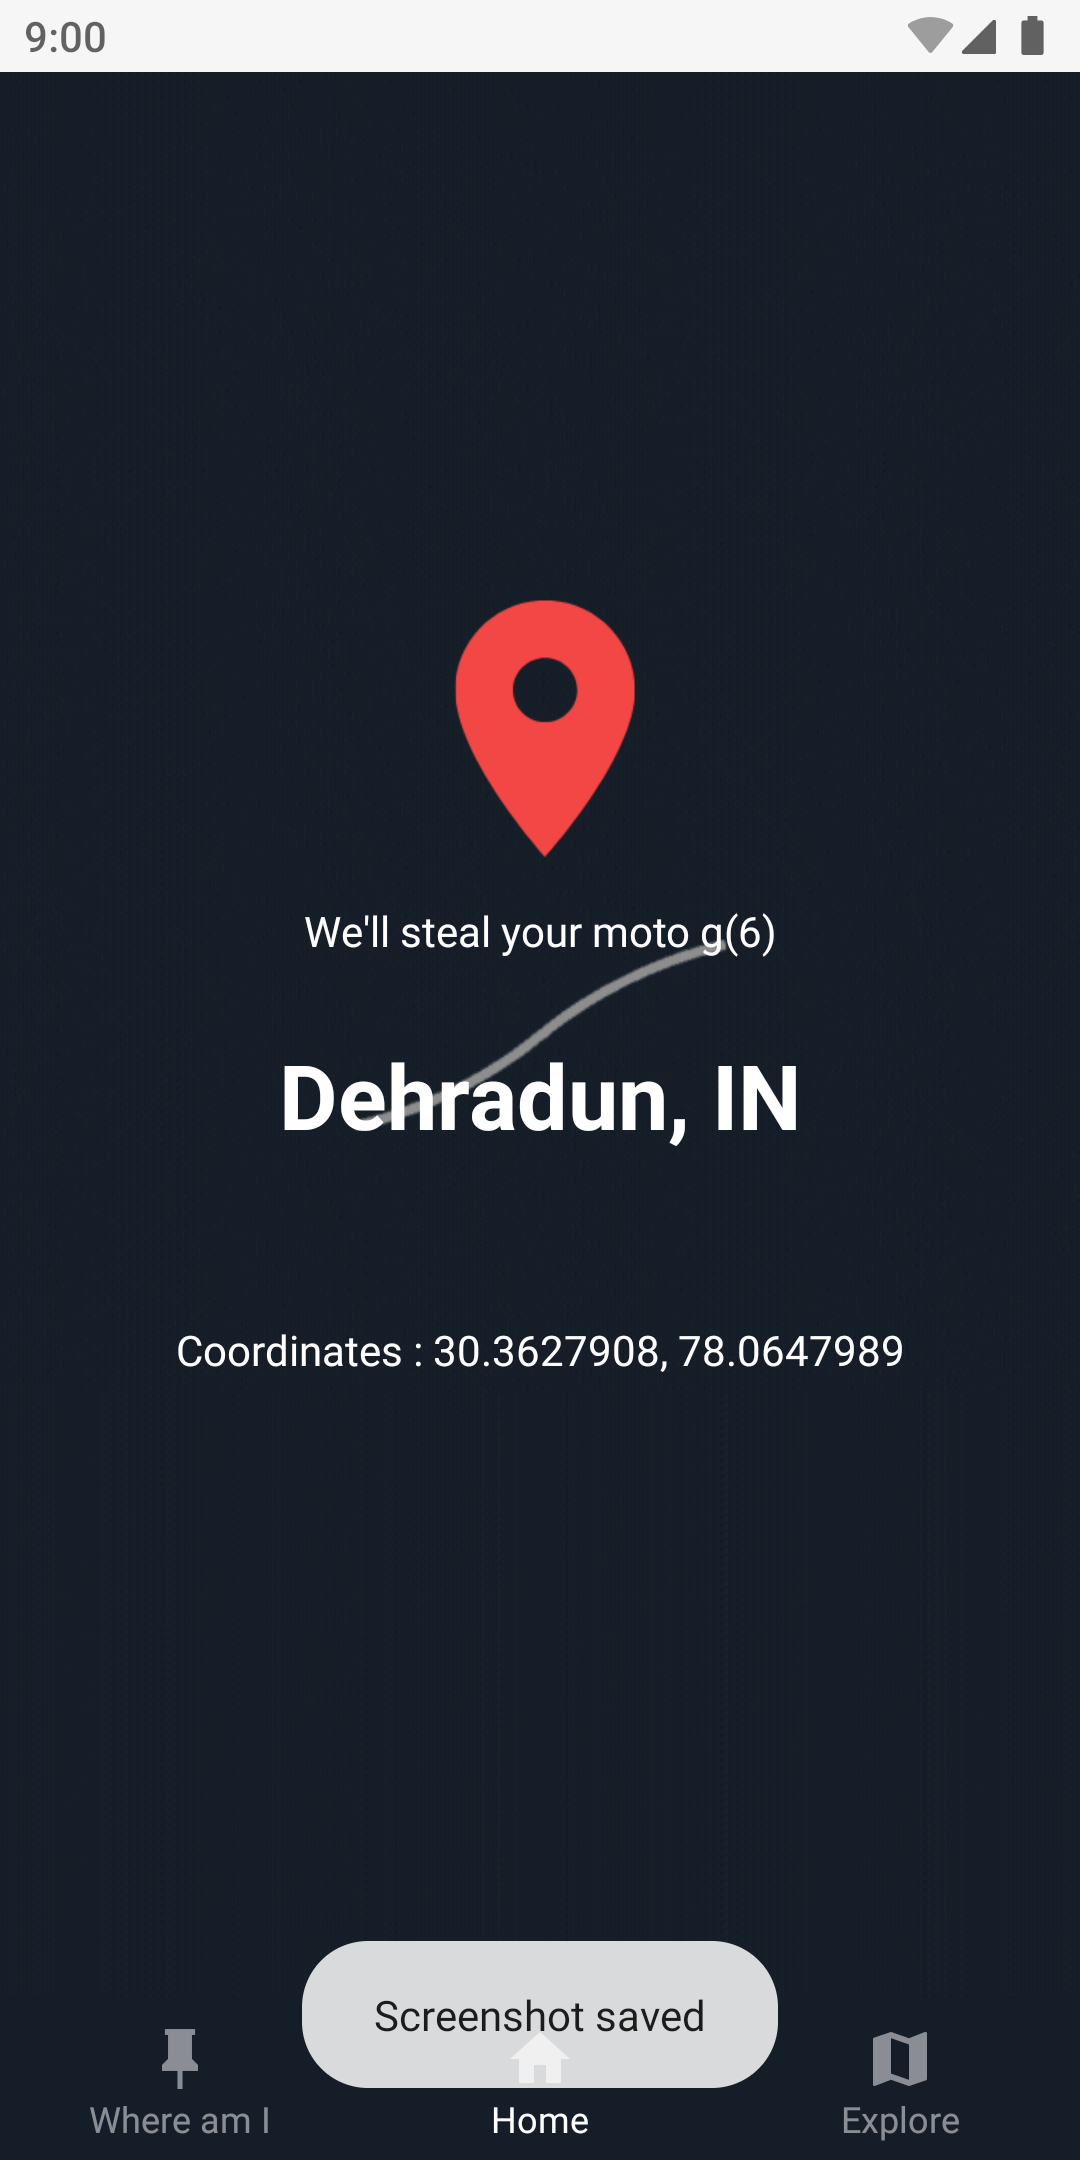 9:00
We'll steal your moto g(6)
Dehradun, IN
Coordinates : 30.3627908, 78.0647989
Screenshot saved
Where am I
Home
Explore